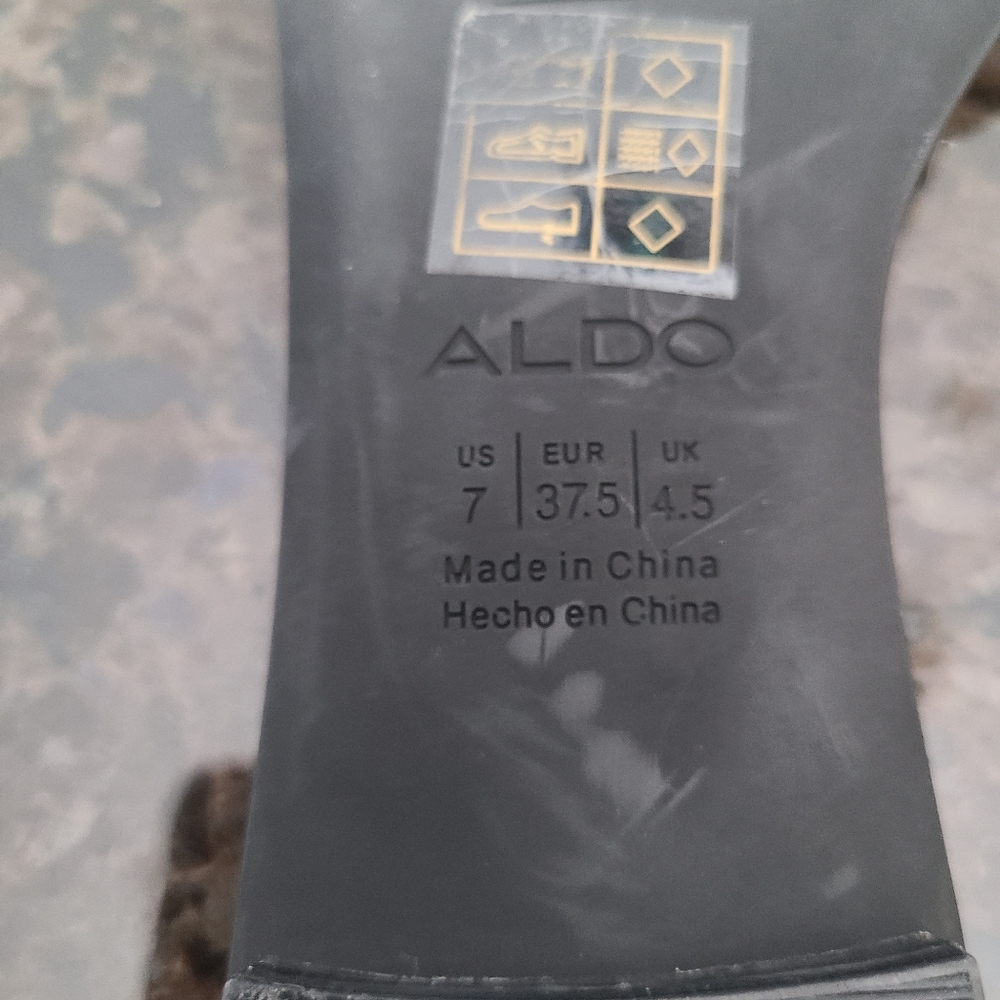 ALDO
US | EUR | UK
7 | 37.5 | 4.5
Made in China
Hecho en China